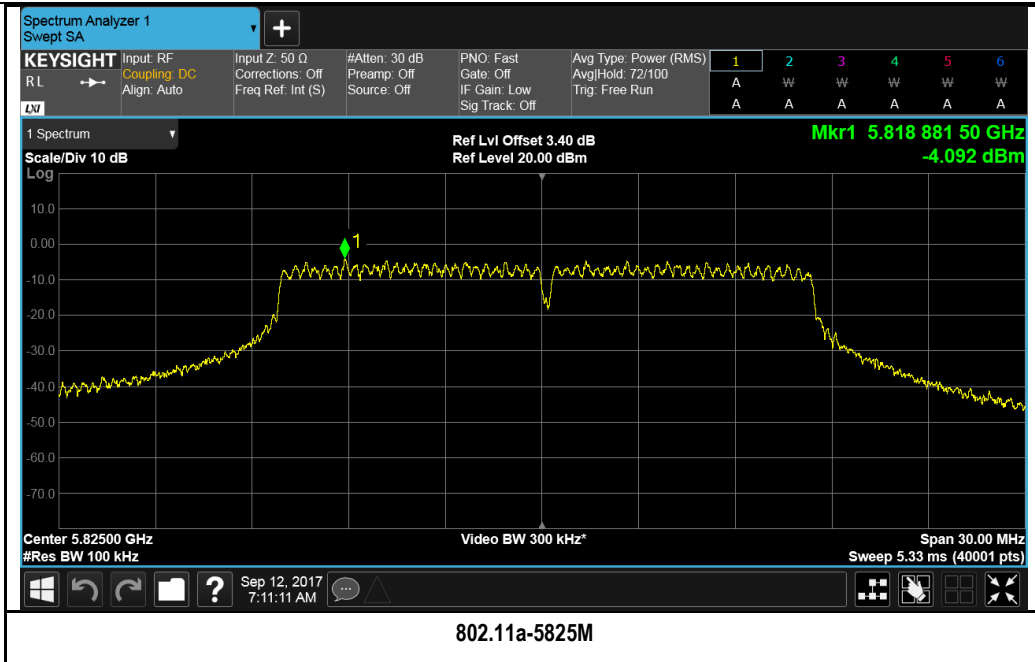 Spectrum Analyzer 1
Swept SA
+
KEYSIGHT Input: RF Input Z: 50 Ω #Atten: 30 dB PNO: Fast Avg Type: Power (RMS) 1 2 3 4 5 6
R L Coupling: DC Corrections: Off Preamp: Off Gate: Off Avg|Hold: 72/100 A W W W W W
Align: Auto Freq Ref: Int (S) Source: Off IF Gain: Low Trig: Free Run
LXI Sig Track: Off A A A A A A
1 Spectrum Ref Lvl Offset 3.40 dB Mkr1 5.818 881 50 GHz
Scale/Div 10 dB Ref Level 20.00 dBm -4.092 dBm
Log
10.0
0.00
1
-10.0
-20.0
-30.0
-40.0
-50.0
-60.0
-70.0
Center 5.82500 GHz Video BW 300 kHz* Span 30.00 MHz
#Res BW 100 kHz Sweep 5.33 ms (40001 pts)
? Sep 12, 2017
7:11:11 AM
802.11a-5825M